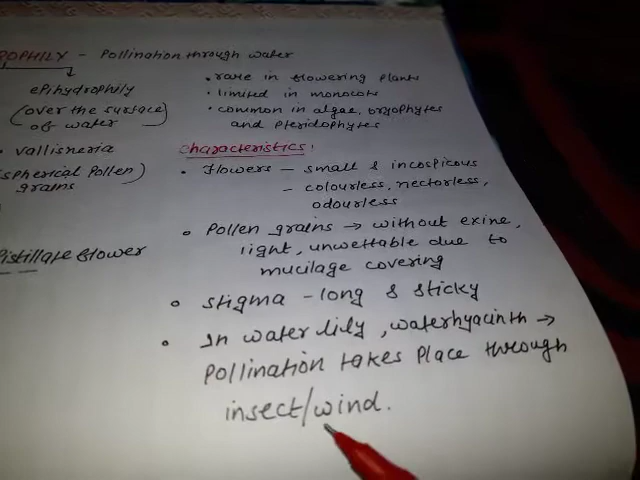 ROPHILY - Pollination through water
epihydrophily
(over the surface)
of water
• vallisneria
(spherical Pollen)
grains
Pistillate flower
• rare in flowering plants
• limited in monocots
• common in algae, bryophytes
and pteridophytes
Characteristics:
• Flowers - small & incospicous
- colourless, nectorless,
odourless
• Pollen grains → without exine,
light, unwettable due to
mucilage covering
• Stigma - long & sticky
• In water lily, waterhyacinth →
Pollination takes Place through
insect/wind.